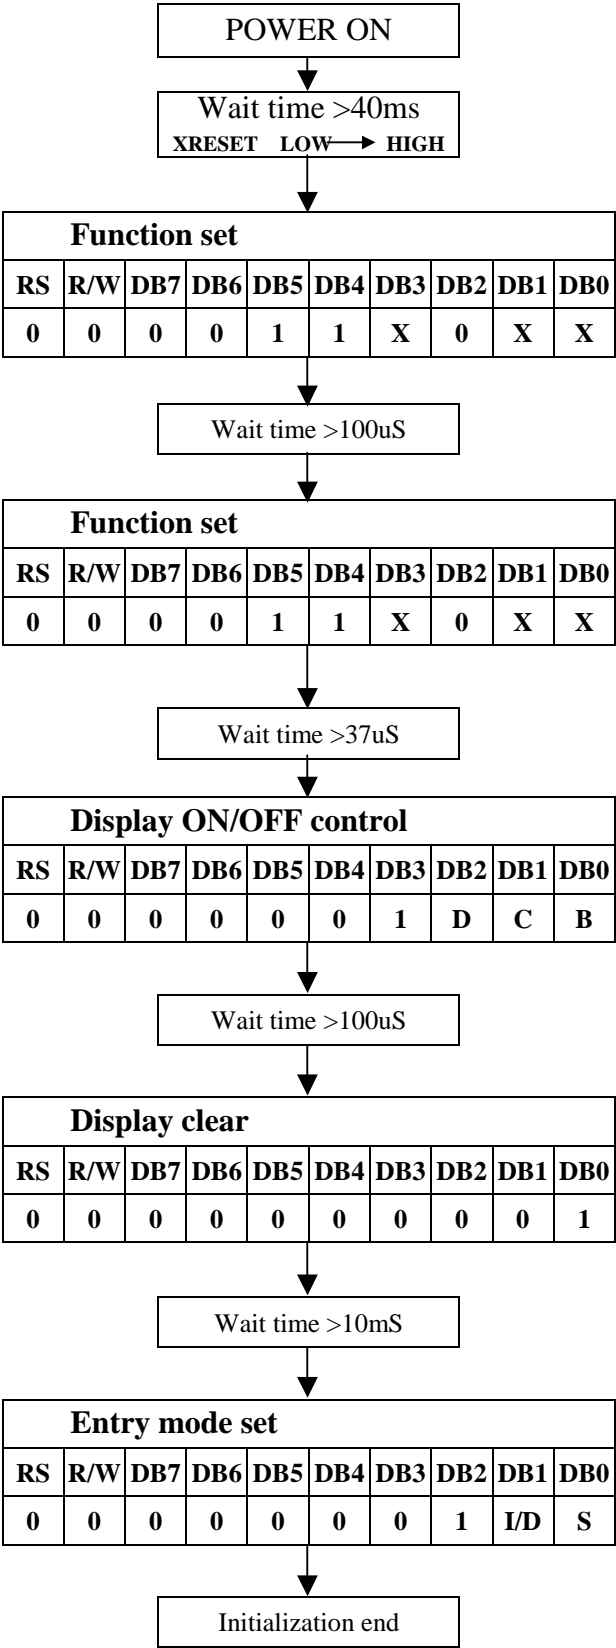 POWER ON
Wait time >40ms
XRESET LOW HIGH
Function set
RS R/W DB7 DB6 DB5 DB4 DB3 DB2 DB1 DB0
0 0 0 0 1 1 X 0 X X
Wait time >100uS
Function set
RS R/W DB7 DB6 DB5 DB4 DB3 DB2 DB1 DB0
0 0 0 0 1 1 X 0 X X
Wait time >37uS
Display ON/OFF control
RS R/W DB7 DB6 DB5 DB4 DB3 DB2 DB1 DB0
0 0 0 0 0 0 1 D C B
Wait time >100uS
Display clear
RS R/W DB7 DB6 DB5 DB4 DB3 DB2 DB1 DB0
0 0 0 0 0 0 0 0 0 1
Wait time >10mS
Entry mode set
RS R/W DB7 DB6 DB5 DB4 DB3 DB2 DB1 DB0
0 0 0 0 0 0 0 1 I/D S
Initialization end